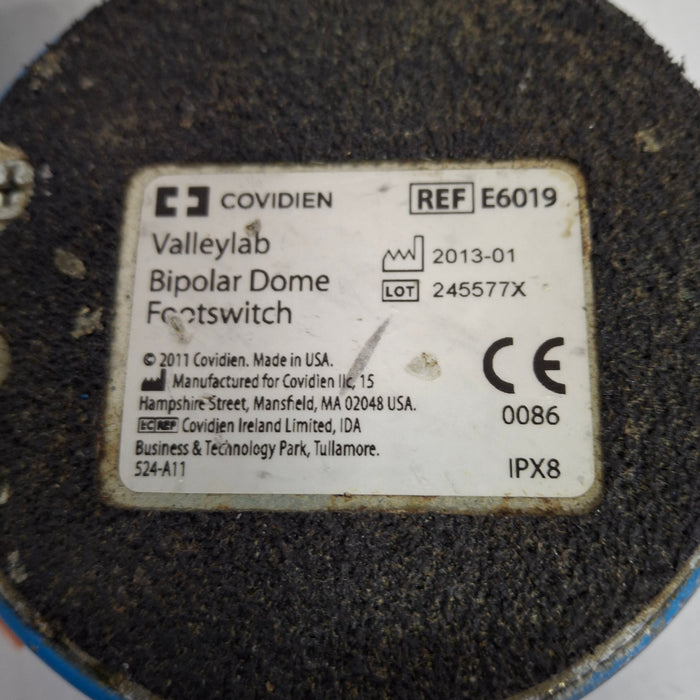 COVIDIEN
REF E6019
Valleylab
Bipolar Dome
Footswitch
2013-01
LOT 245577X
© 2011 Covidien. Made in USA.
Manufactured for Covidien llc, 15
Hampshire Street, Mansfield, MA 02048 USA.
EC REP Covidien Ireland Limited, IDA
Business & Technology Park, Tullamore.
524-A11
CE
0086
IPX8